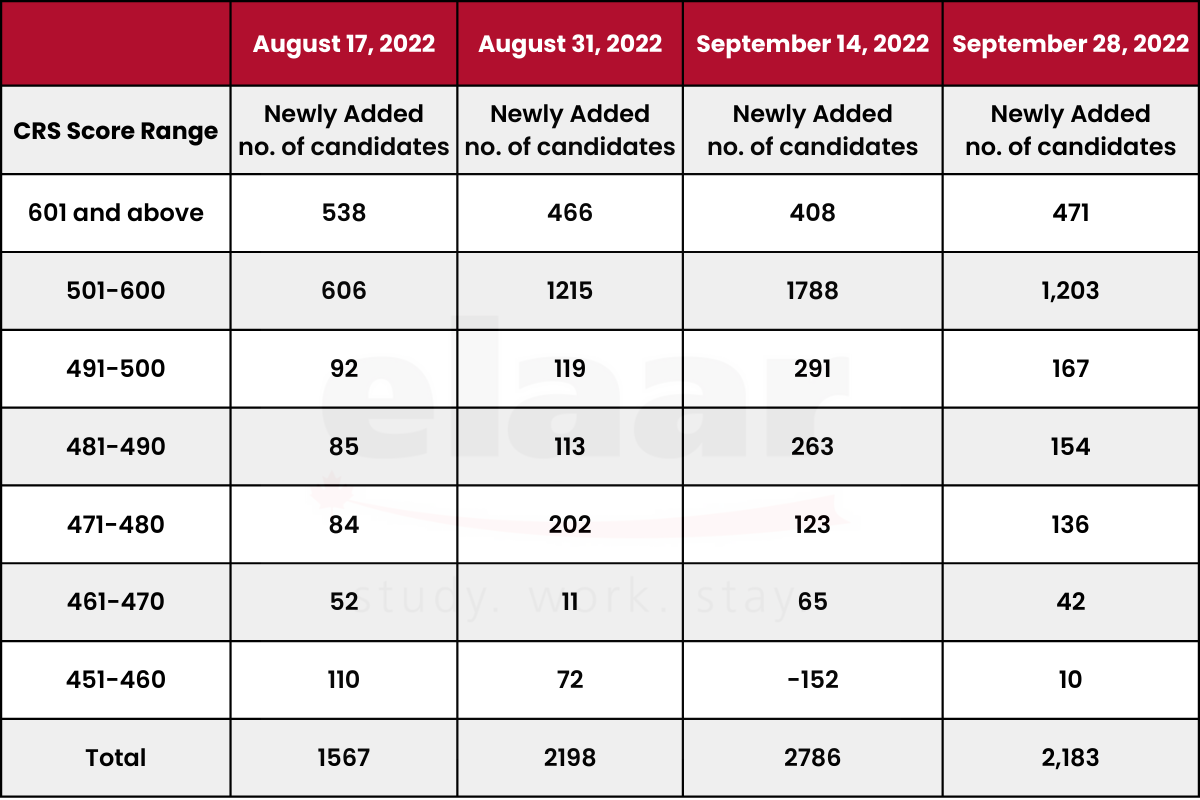 August 17, 2022 August 31, 2022 September 14, 2022 September 28, 2022
CRS Score Range Newly Added no. of candidates Newly Added no. of candidates Newly Added no. of candidates Newly Added no. of candidates
601 and above 538 466 408 471
501-600 606 1215 1788 1,203
491-500 92 119 291 167
481-490 85 113 263 154
471-480 84 202 123 136
461-470 52 11 65 42
451-460 110 72 -152 10
Total 1567 2198 2786 2,183
elaar
study. work. stay